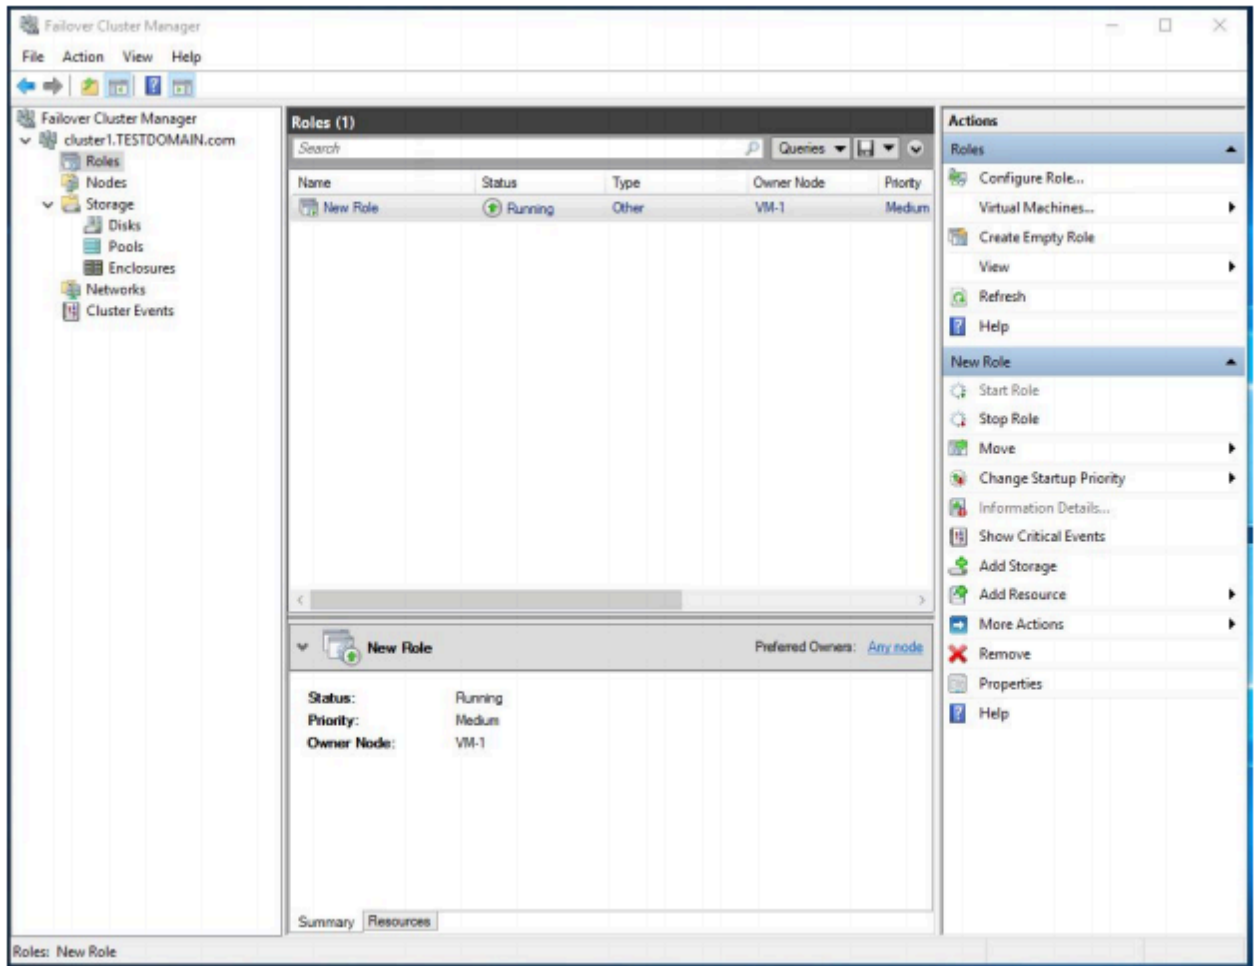 Failover Cluster Manager
File Action View Help
Failover Cluster Manager
cluster1.TESTDOMAIN.com
Roles
Nodes
Storage
Disks
Pools
Enclosures
Networks
Cluster Events
Roles (1)
Search
Queries
Name Status Type Owner Node Priority
New Role Running Other VM-1 Medium
New Role
Preferred Owners: Any node
Status: Running
Priority: Medium
Owner Node: VM-1
Summary Resources
Actions
Roles
Configure Role...
Virtual Machines...
Create Empty Role
View
Refresh
Help
New Role
Start Role
Stop Role
Move
Change Startup Priority
Information Details...
Show Critical Events
Add Storage
Add Resource
More Actions
Remove
Properties
Help
Roles: New Role